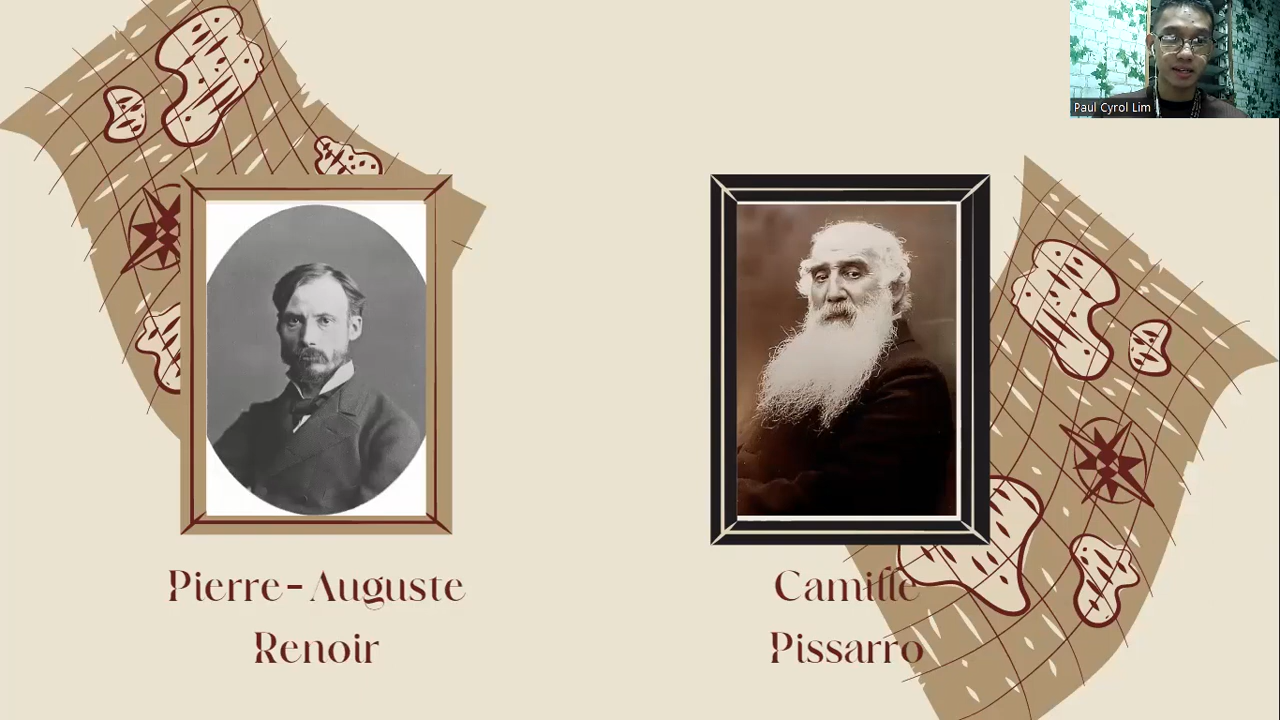 Paul Cyrol Lim
Pierre-Auguste
Renoir
Camille
Pissarro